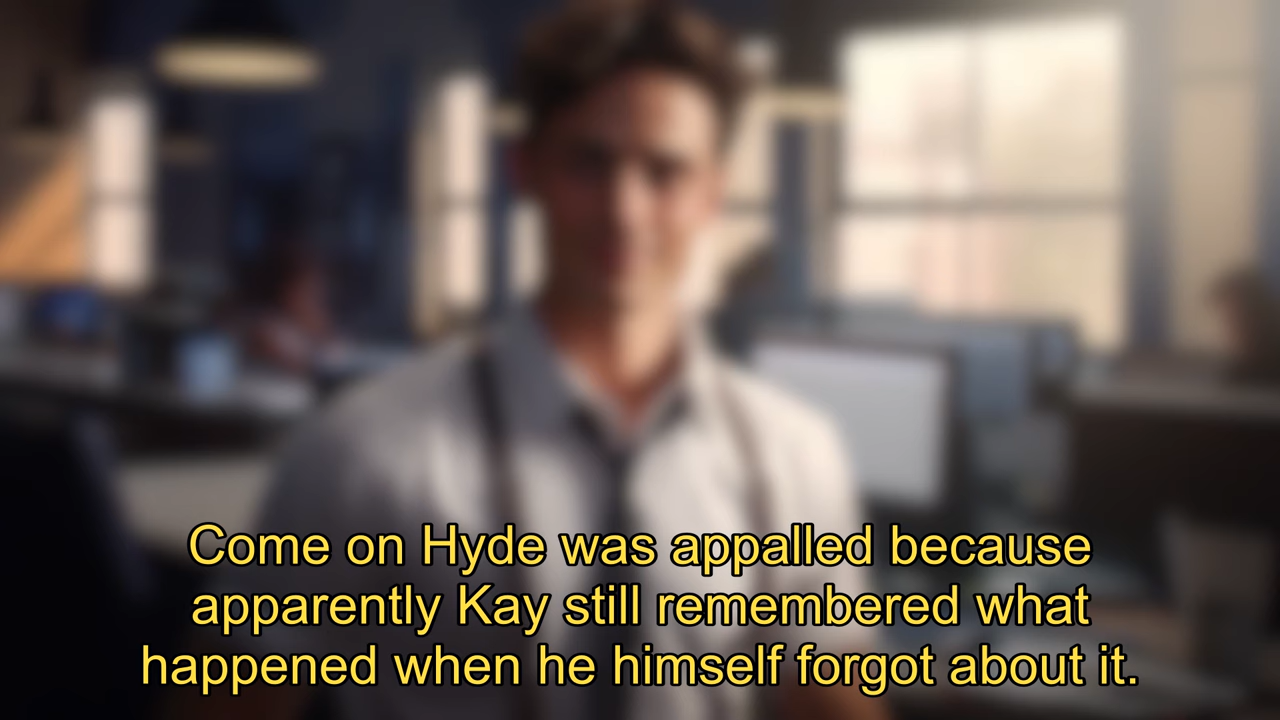 Come on Hyde was appalled because
apparently Kay still remembered what
happened when he himself forgot about it.